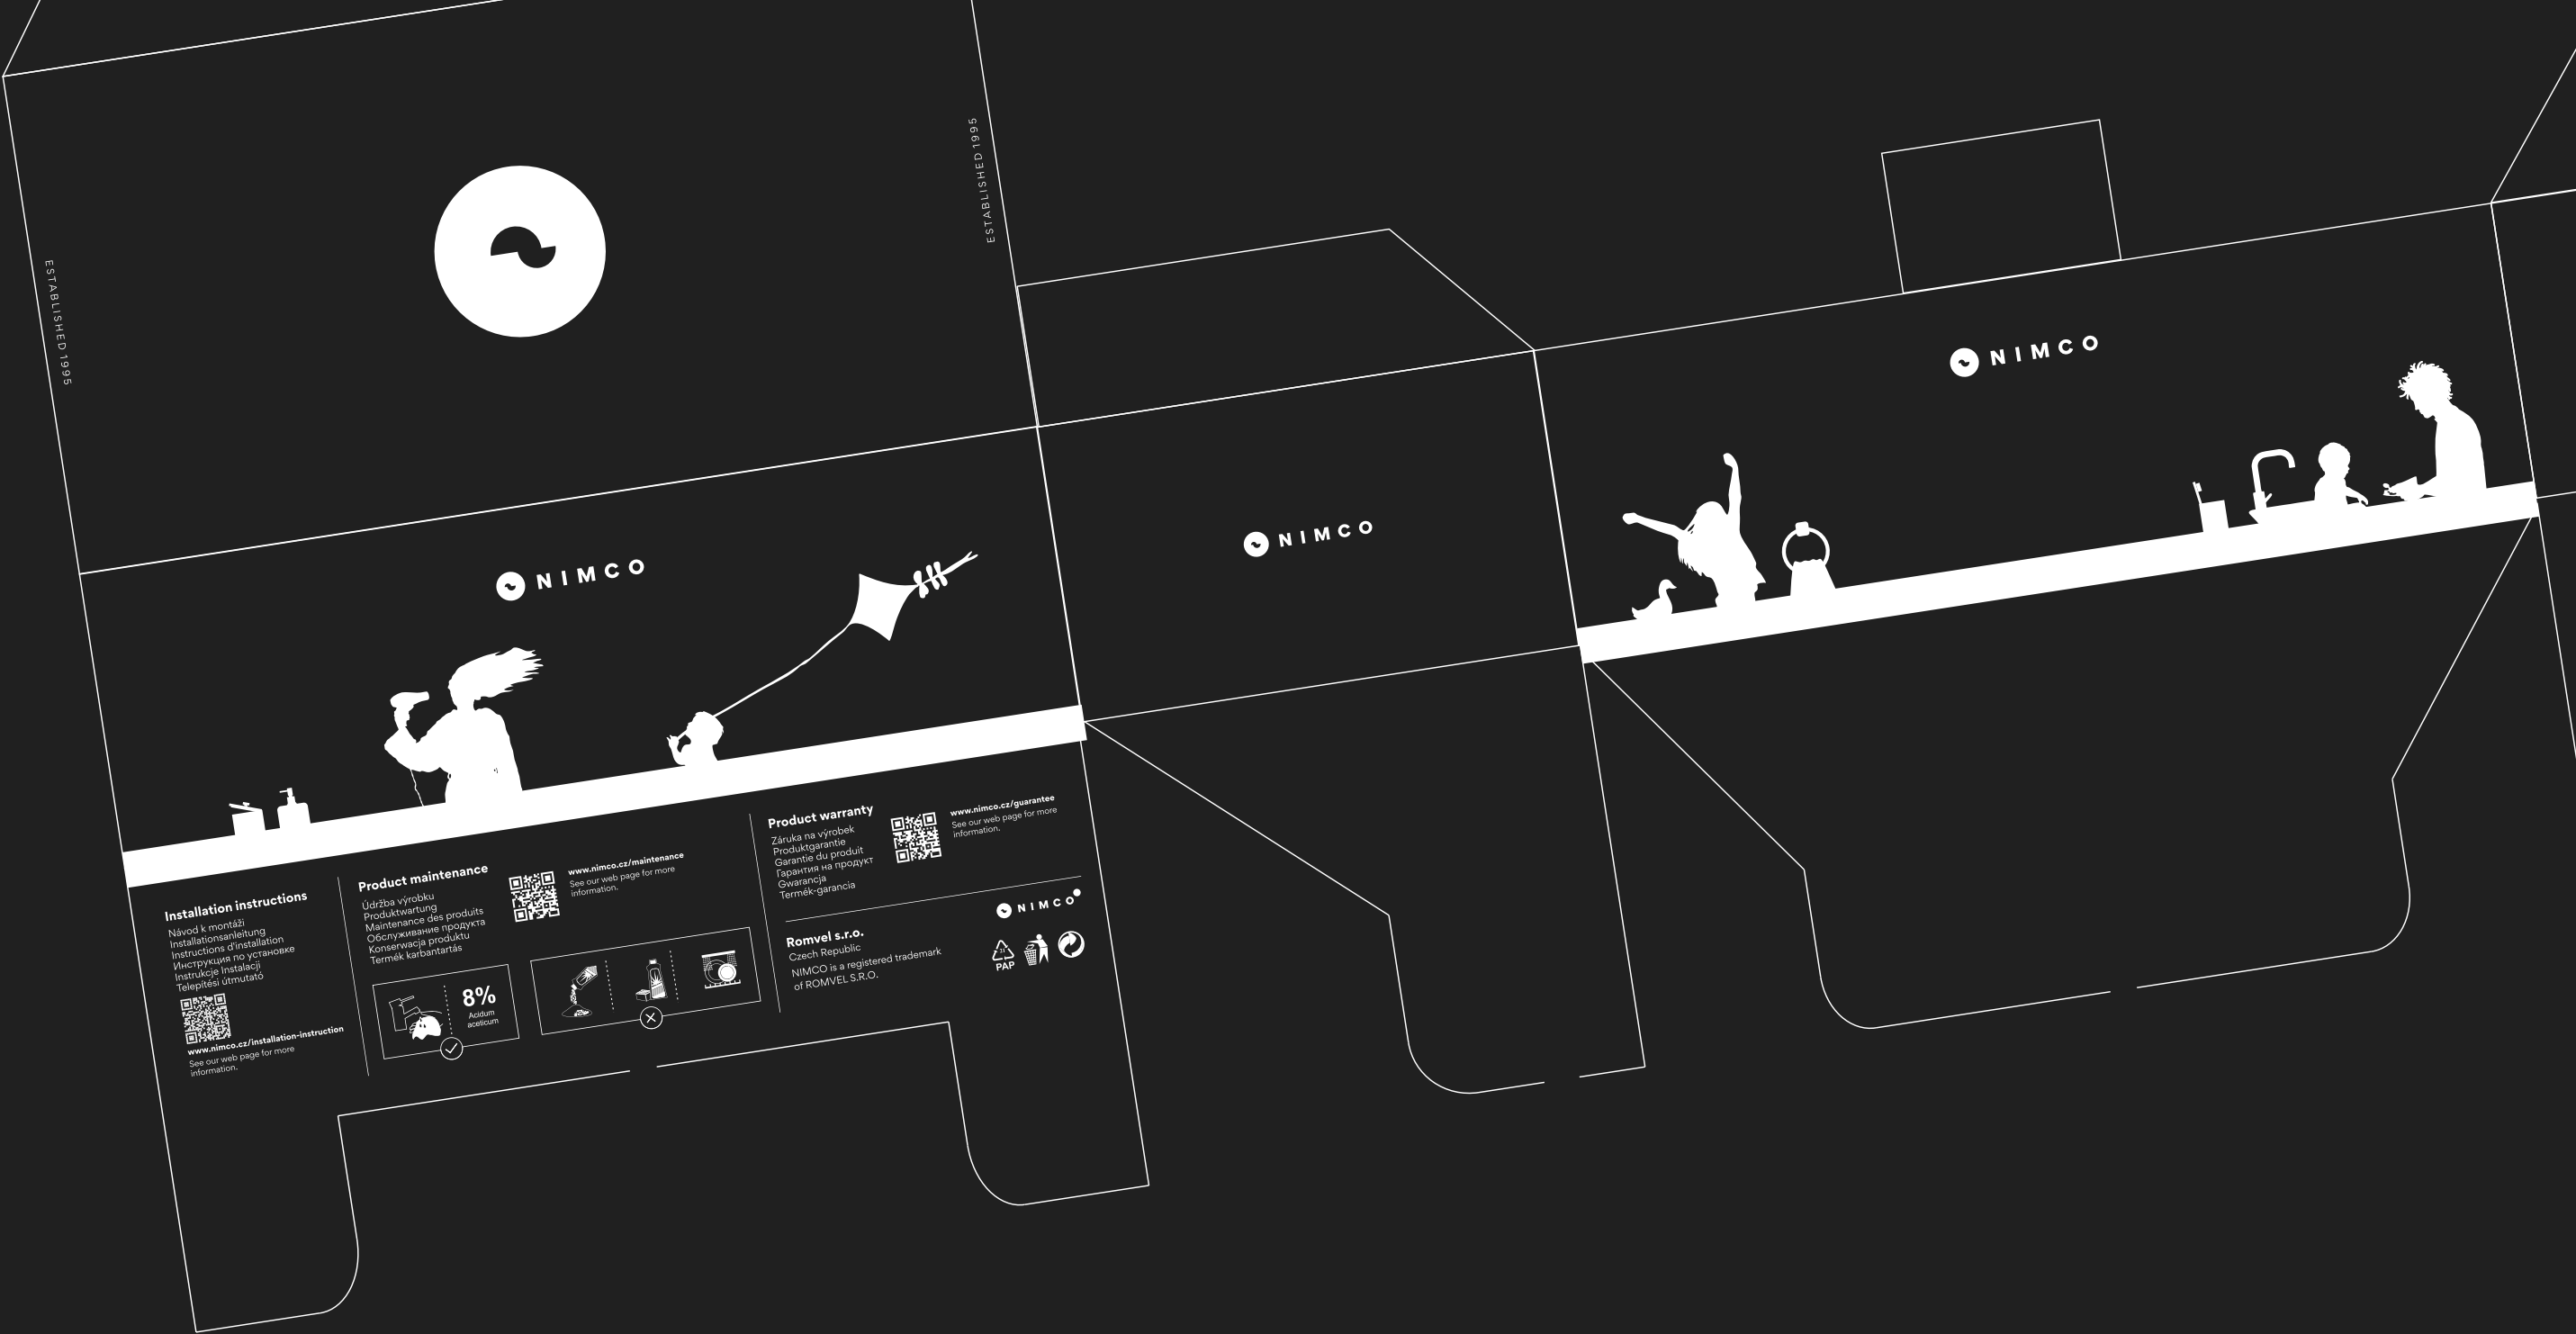 ESTABLISHED 1995
ESTABLISHED 1995
NIMCO
NIMCO
NIMCO
Installation instructions
Návod k montáži
Installationsanleitung
Instructions d'installation
Инструкция по установке
Instrukcje Instalacji
Telepítési útmutató
www.nimco.cz/installation-instruction
See our web page for more
information.
Product maintenance
Údržba výrobku
Produktwartung
Maintenance des produits
Обслуживание продукта
Konserwacja produktu
Termék karbantartás
www.nimco.cz/maintenance
See our web page for more
information.
8%
Acidum
aceticum
Product warranty
Záruka na výrobek
Produktgarantie
Garantie du produit
Гарантия на продукт
Gwarancja
Termék-garancia
www.nimco.cz/guarantee
See our web page for more
information.
NIMCO
Romvel s.r.o.
Czech Republic
NIMCO is a registered trademark
of ROMVEL S.R.O.
PAP